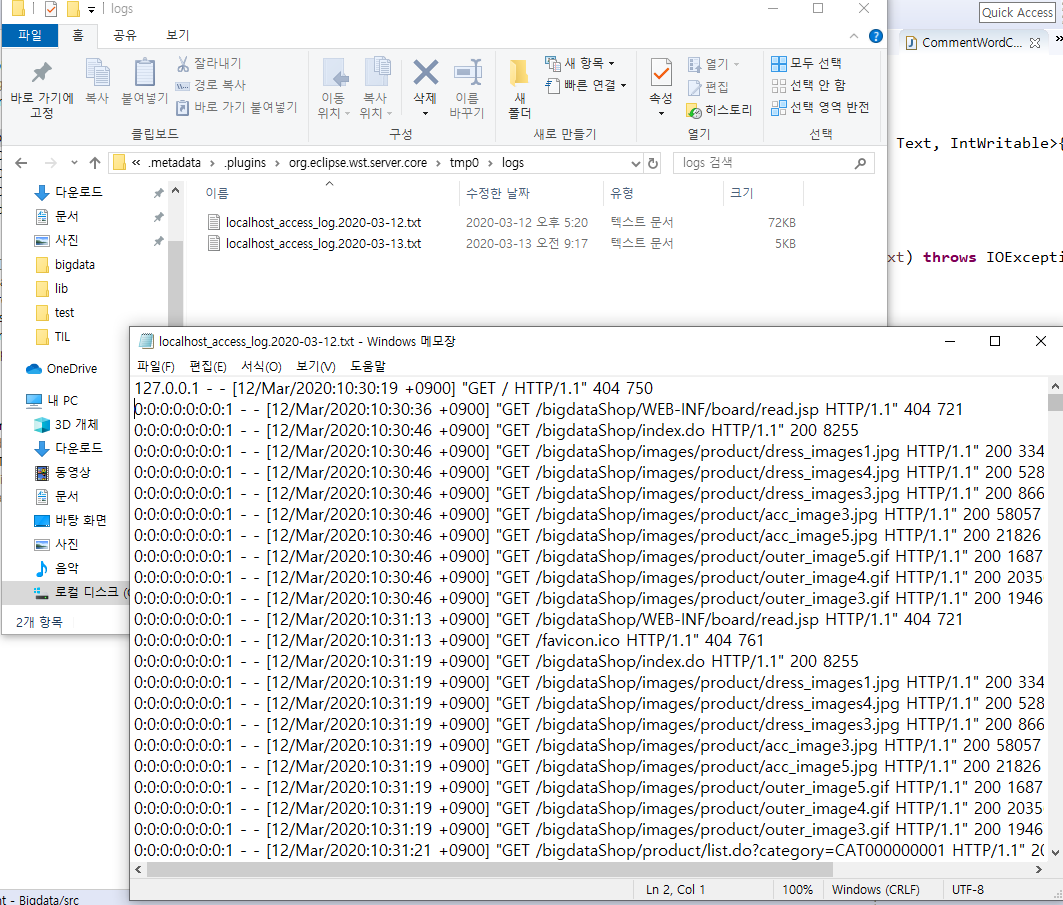 logs
Quick Access
파일 홈 공유 보기
CommentWordC...
바로 가기에 고정
복사
붙여넣기
잘라내기
경로 복사
바로 가기 붙여넣기
클립보드
이동 위치
복사 위치
삭제
이름 바꾸기
구성
새 폴더
새 항목
빠른 연결
새로 만들기
속성
열기
편집
히스토리
열기
모두 선택
선택 안 함
선택 영역 반전
선택
Text, IntWritable>{
« .metadata > .plugins > org.eclipse.wst.server.core > tmp0 > logs
logs 검색
이름 수정한 날짜 유형 크기
localhost_access_log.2020-03-12.txt 2020-03-12 오후 5:20 텍스트 문서 72KB
localhost_access_log.2020-03-13.txt 2020-03-13 오전 9:17 텍스트 문서 5KB
xt) throws IOExcepti
다운로드
문서
사진
bigdata
lib
test
TIL
OneDrive
내 PC
3D 개체
다운로드
동영상
문서
바탕 화면
사진
음악
로컬 디스크 (
2개 항목
localhost_access_log.2020-03-12.txt - Windows 메모장
파일(F) 편집(E) 서식(O) 보기(V) 도움말
127.0.0.1 - - [12/Mar/2020:10:30:19 +0900] "GET / HTTP/1.1" 404 750
0:0:0:0:0:0:0:1 - - [12/Mar/2020:10:30:36 +0900] "GET /bigdataShop/WEB-INF/board/read.jsp HTTP/1.1" 404 721
0:0:0:0:0:0:0:1 - - [12/Mar/2020:10:30:46 +0900] "GET /bigdataShop/index.do HTTP/1.1" 200 8255
0:0:0:0:0:0:0:1 - - [12/Mar/2020:10:30:46 +0900] "GET /bigdataShop/images/product/dress_images1.jpg HTTP/1.1" 200 334
0:0:0:0:0:0:0:1 - - [12/Mar/2020:10:30:46 +0900] "GET /bigdataShop/images/product/dress_images4.jpg HTTP/1.1" 200 528
0:0:0:0:0:0:0:1 - - [12/Mar/2020:10:30:46 +0900] "GET /bigdataShop/images/product/dress_images3.jpg HTTP/1.1" 200 866
0:0:0:0:0:0:0:1 - - [12/Mar/2020:10:30:46 +0900] "GET /bigdataShop/images/product/acc_image3.jpg HTTP/1.1" 200 58057
0:0:0:0:0:0:0:1 - - [12/Mar/2020:10:30:46 +0900] "GET /bigdataShop/images/product/acc_image5.jpg HTTP/1.1" 200 21826
0:0:0:0:0:0:0:1 - - [12/Mar/2020:10:30:46 +0900] "GET /bigdataShop/images/product/outer_image5.gif HTTP/1.1" 200 1687
0:0:0:0:0:0:0:1 - - [12/Mar/2020:10:30:46 +0900] "GET /bigdataShop/images/product/outer_image4.gif HTTP/1.1" 200 2035
0:0:0:0:0:0:0:1 - - [12/Mar/2020:10:30:46 +0900] "GET /bigdataShop/images/product/outer_image3.gif HTTP/1.1" 200 1946
0:0:0:0:0:0:0:1 - - [12/Mar/2020:10:31:13 +0900] "GET /bigdataShop/WEB-INF/board/read.jsp HTTP/1.1" 404 721
0:0:0:0:0:0:0:1 - - [12/Mar/2020:10:31:13 +0900] "GET /favicon.ico HTTP/1.1" 404 761
0:0:0:0:0:0:0:1 - - [12/Mar/2020:10:31:19 +0900] "GET /bigdataShop/index.do HTTP/1.1" 200 8255
0:0:0:0:0:0:0:1 - - [12/Mar/2020:10:31:19 +0900] "GET /bigdataShop/images/product/dress_images1.jpg HTTP/1.1" 200 334
0:0:0:0:0:0:0:1 - - [12/Mar/2020:10:31:19 +0900] "GET /bigdataShop/images/product/dress_images4.jpg HTTP/1.1" 200 528
0:0:0:0:0:0:0:1 - - [12/Mar/2020:10:31:19 +0900] "GET /bigdataShop/images/product/dress_images3.jpg HTTP/1.1" 200 866
0:0:0:0:0:0:0:1 - - [12/Mar/2020:10:31:19 +0900] "GET /bigdataShop/images/product/acc_image3.jpg HTTP/1.1" 200 58057
0:0:0:0:0:0:0:1 - - [12/Mar/2020:10:31:19 +0900] "GET /bigdataShop/images/product/acc_image5.jpg HTTP/1.1" 200 21826
0:0:0:0:0:0:0:1 - - [12/Mar/2020:10:31:19 +0900] "GET /bigdataShop/images/product/outer_image5.gif HTTP/1.1" 200 1687
0:0:0:0:0:0:0:1 - - [12/Mar/2020:10:31:19 +0900] "GET /bigdataShop/images/product/outer_image4.gif HTTP/1.1" 200 2035
0:0:0:0:0:0:0:1 - - [12/Mar/2020:10:31:19 +0900] "GET /bigdataShop/images/product/outer_image3.gif HTTP/1.1" 200 1946
0:0:0:0:0:0:0:1 - - [12/Mar/2020:10:31:21 +0900] "GET /bigdataShop/product/list.do?category=CAT000000001 HTTP/1.1" 20
Ln 2, Col 1 100% Windows (CRLF) UTF-8
nt - Bigdata/src